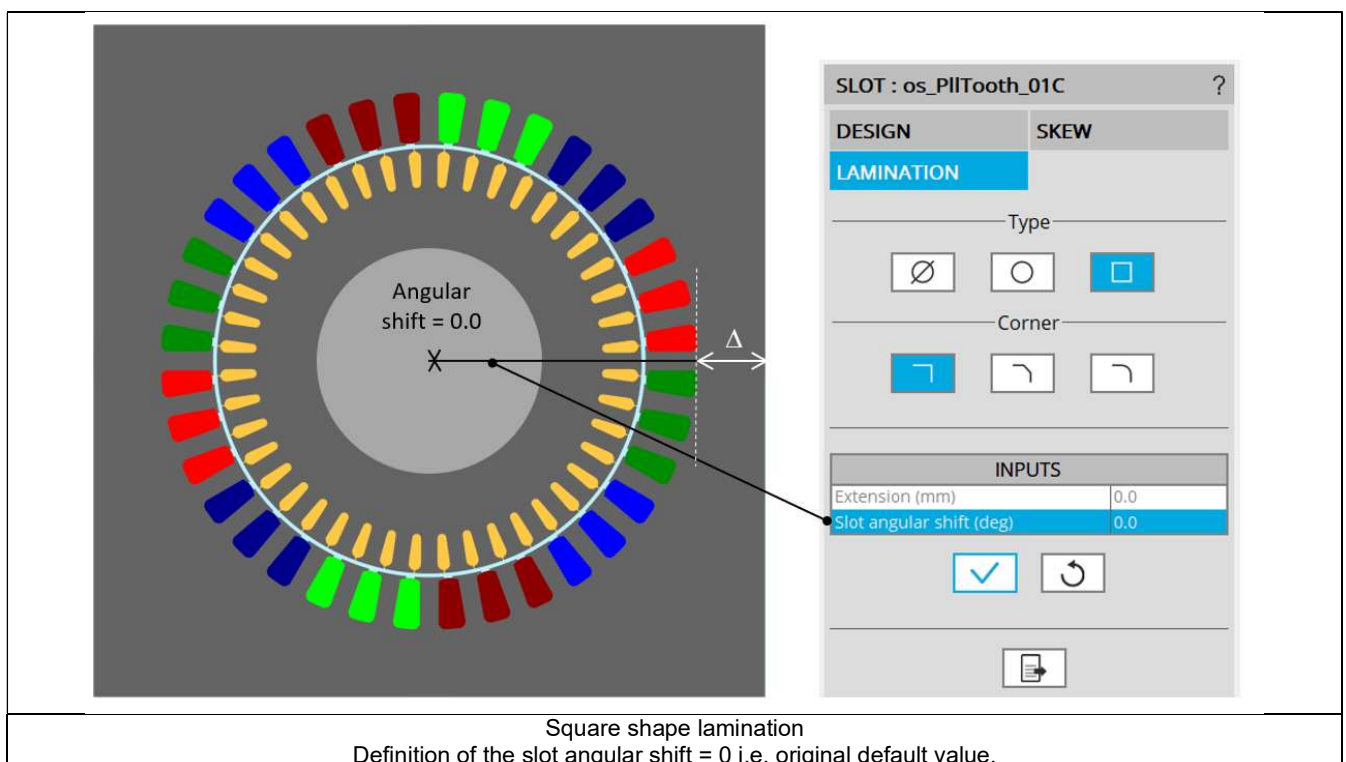 Angular
shift = 0.0
Δ
SLOT : os_PllTooth_01C
?
DESIGN
SKEW
LAMINATION
Type
Corner
INPUTS
Extension (mm) 0.0
Slot angular shift (deg) 0.0
Square shape lamination
Definition of the slot angular shift = 0 i.e. original default value.